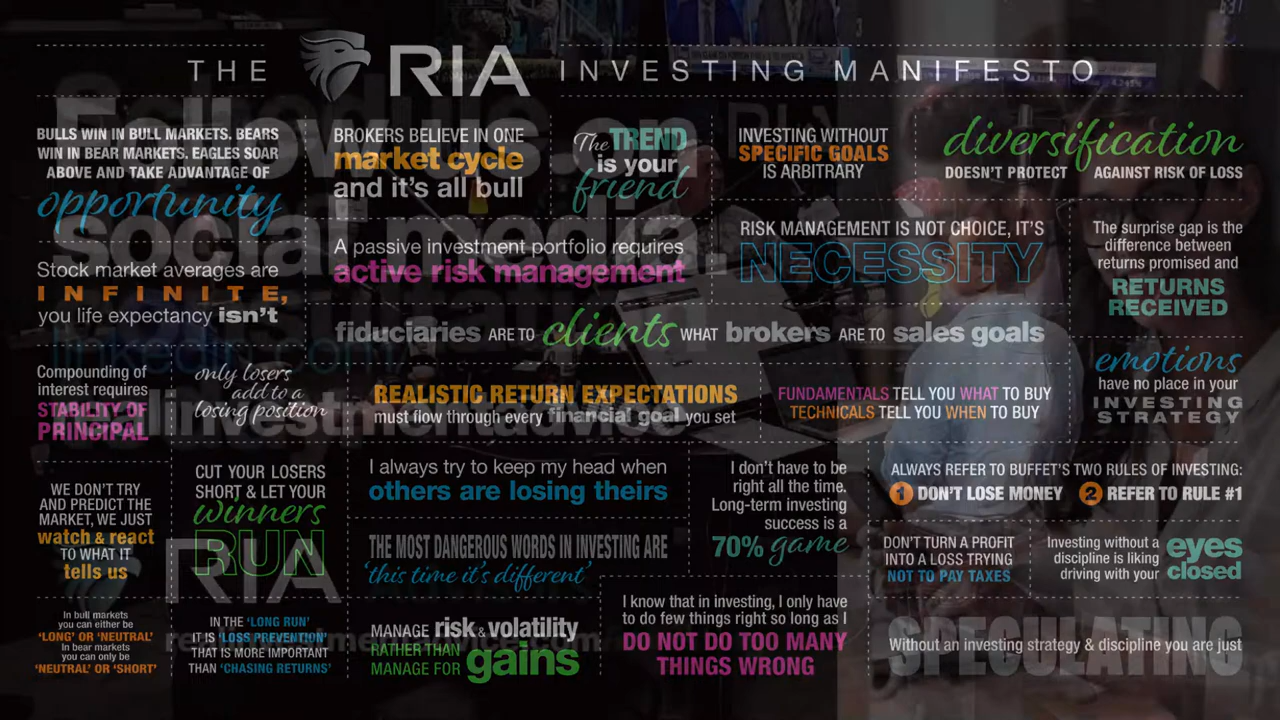 THE RIA INVESTING MANIFESTO
BULLS WIN IN BULL MARKETS. BEARS
WIN IN BEAR MARKETS. EAGLES SOAR
ABOVE AND TAKE ADVANTAGE OF
opportunity
BROKERS BELIEVE IN ONE
market cycle
and it's all bull
The TREND
is your
friend
INVESTING WITHOUT
SPECIFIC GOALS
IS ARBITRARY
diversification
DOESN'T PROTECT AGAINST RISK OF LOSS
Stock market averages are
INFINITE,
you life expectancy isn't
A passive investment portfolio requires
active risk management
RISK MANAGEMENT IS NOT CHOICE, IT'S
NECESSITY
The surprise gap is the
difference between
returns promised and
RETURNS
RECEIVED
fiduciaries ARE TO clients WHAT brokers ARE TO sales goals
Compounding of
interest requires
STABILITY OF
PRINCIPAL
only losers
add to a
losing position
REALISTIC RETURN EXPECTATIONS
must flow through every financial goal you set
FUNDAMENTALS TELL YOU WHAT TO BUY
TECHNICALS TELL YOU WHEN TO BUY
emotions
have no place in your
INVESTING
STRATEGY
WE DON'T TRY
AND PREDICT THE
MARKET, WE JUST
watch & react
TO WHAT IT
tells us
CUT YOUR LOSERS
SHORT & LET YOUR
winners
RUN
I always try to keep my head when
others are losing theirs
I don't have to be
right all the time.
Long-term investing
success is a
70% game
ALWAYS REFER TO BUFFET'S TWO RULES OF INVESTING:
1 DON'T LOSE MONEY 2 REFER TO RULE #1
THE MOST DANGEROUS WORDS IN INVESTING ARE
'this time it's different'
DON'T TURN A PROFIT
INTO A LOSS TRYING
NOT TO PAY TAXES
Investing without a
discipline is liking
driving with your
eyes
closed
In bull markets
you can either be
'LONG' OR 'NEUTRAL'
In bear markets
you can only be
'NEUTRAL' OR 'SHORT'
IN THE 'LONG RUN'
IT IS 'LOSS PREVENTION'
THAT IS MORE IMPORTANT
THAN 'CHASING RETURNS'
MANAGE risk & volatility
RATHER THAN
MANAGE FOR gains
I know that in investing, I only have
to do few things right so long as I
DO NOT DO TOO MANY
THINGS WRONG
Without an investing strategy & discipline you are just
SPECULATING
Follow us on
social media.
RIA